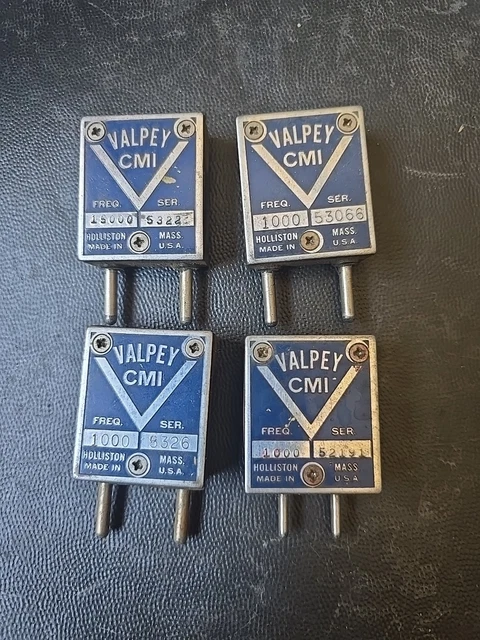 VALPEY
CMI
FREQ. SER.
15000 5322
HOLLISTON MASS.
MADE IN U.S.A.
VALPEY
CMI
FREQ. SER.
1000 53066
HOLLISTON MASS.
MADE IN U.S.A.
VALPEY
CMI
FREQ. SER.
1000 8326
HOLLISTON MASS.
MADE IN U.S.A.
VALPEY
CMI
FREQ. SER
1000
HOLLISTON MASS.
MADE IN U.S.A